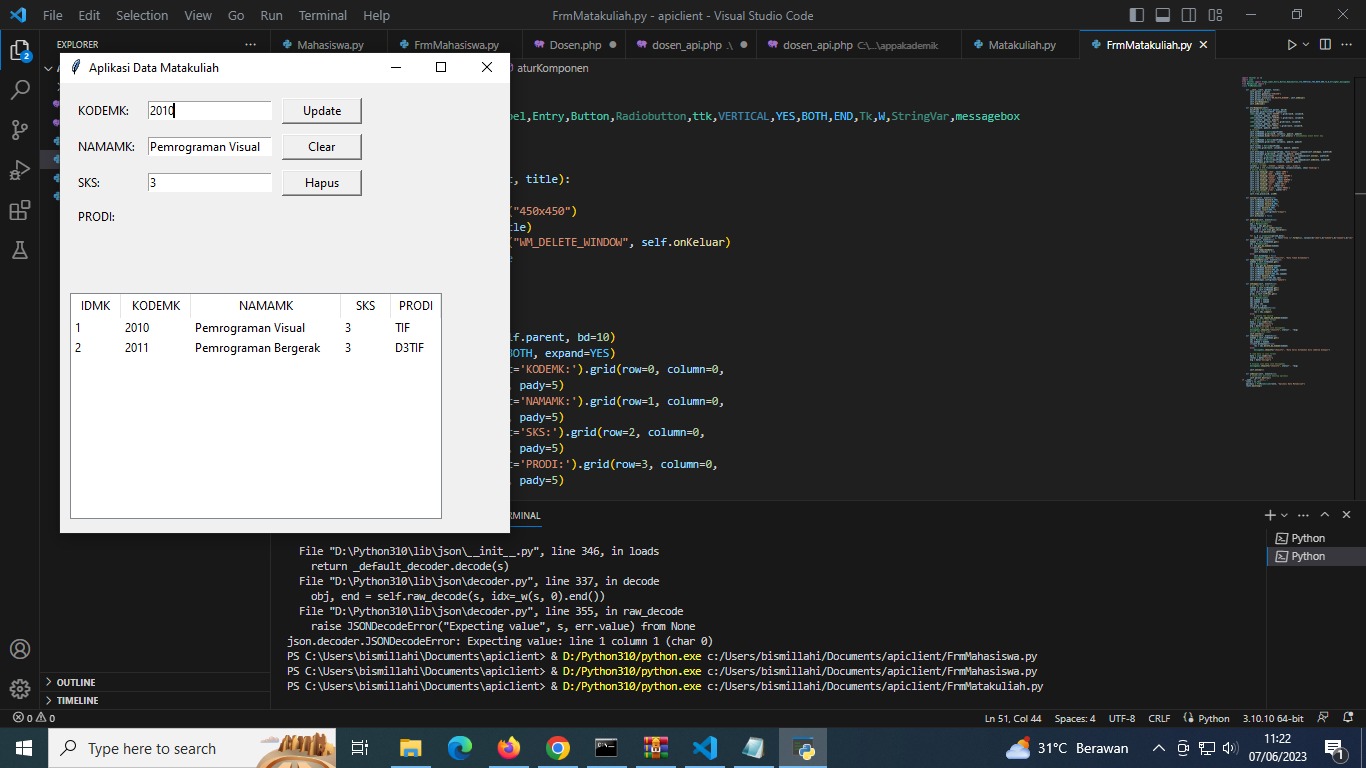 File Edit Selection View Go Run Terminal Help
FrmMatakuliah.py - apiclient - Visual Studio Code
2
EXPLORER
Mahasiswa.py
FrmMahasiswa.py
Dosen.php
dosen_api.php .\
dosen_api.php C:\...\appakademik
Matakuliah.py
FrmMatakuliah.py
aturKomponen
Aplikasi Data Matakuliah
KODEMK: 2010 Update
NAMAMK: Pemrograman Visual Clear
SKS: 3 Hapus
PRODI:
IDMK KODEMK NAMAMK SKS PRODI
1 2010 Pemrograman Visual 3 TIF
2 2011 Pemrograman Bergerak 3 D3TIF
,Entry,Button,Radiobutton,ttk,VERTICAL,YES,BOTH,END,Tk,W,StringVar,messagebox
, title):
("450x450")
("WM_DELETE_WINDOW", self.onKeluar)
.parent, bd=10)
BOTH, expand=YES)
='KODEMK:').grid(row=0, column=0,
, pady=5)
='NAMAMK:').grid(row=1, column=0,
, pady=5)
='SKS:').grid(row=2, column=0,
, pady=5)
='PRODI:').grid(row=3, column=0,
, pady=5)
RMINAL
File "D:\Python310\lib\json\__init__.py", line 346, in loads
return _default_decoder.decode(s)
File "D:\Python310\lib\json\decoder.py", line 337, in decode
obj, end = self.raw_decode(s, idx=_w(s, 0).end())
File "D:\Python310\lib\json\decoder.py", line 355, in raw_decode
raise JSONDecodeError("Expecting value", s, err.value) from None
json.decoder.JSONDecodeError: Expecting value: line 1 column 1 (char 0)
PS C:\Users\bismillahi\Documents\apiclient> & D:/Python310/python.exe c:/Users/bismillahi/Documents/apiclient/FrmMahasiswa.py
PS C:\Users\bismillahi\Documents\apiclient> & D:/Python310/python.exe c:/Users/bismillahi/Documents/apiclient/FrmMahasiswa.py
PS C:\Users\bismillahi\Documents\apiclient> & D:/Python310/python.exe c:/Users/bismillahi/Documents/apiclient/FrmMatakuliah.py
Python
Python
OUTLINE
TIMELINE
0 0
Ln 51, Col 44 Spaces: 4 UTF-8 CRLF Python 3.10.10 64-bit
Type here to search
31°C Berawan
11:22
07/06/2023
1